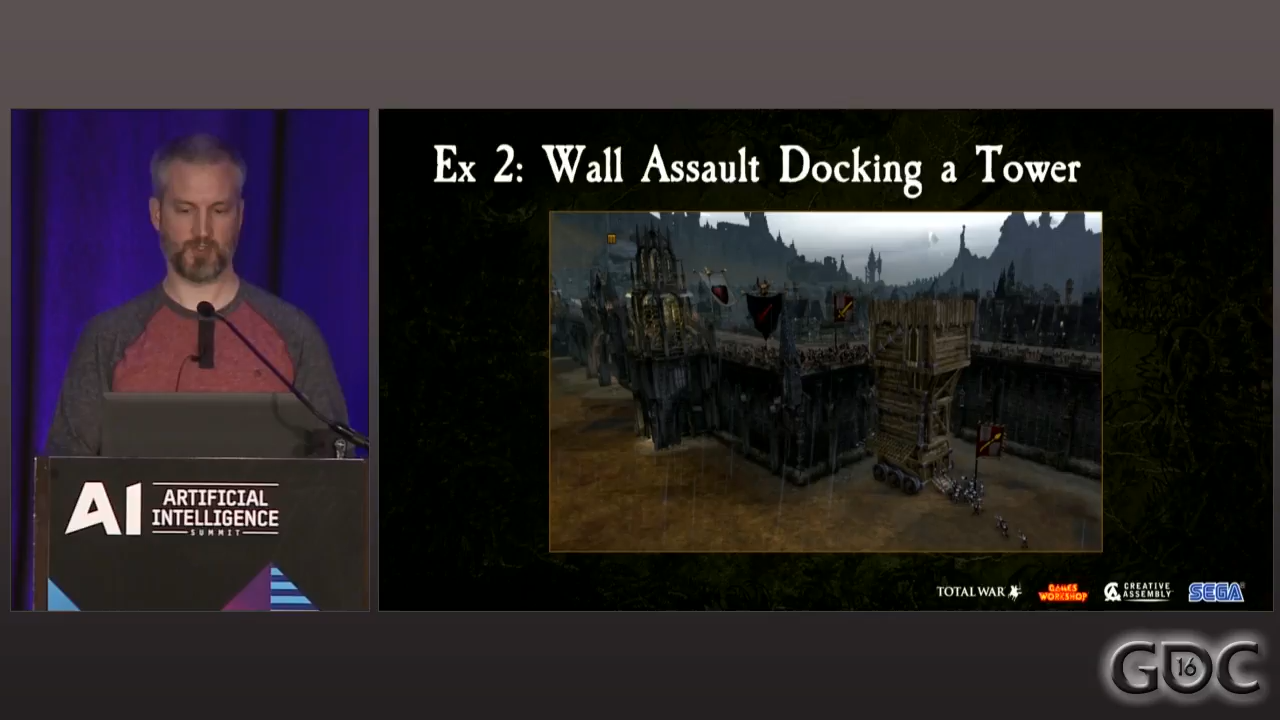 Ex 2: Wall Assault Docking a Tower
AI
ARTIFICIAL
INTELLIGENCE
SUMMIT
TOTAL WAR
GAMES
WORKSHOP
CREATIVE
ASSEMBLY
SEGA
GDC
16